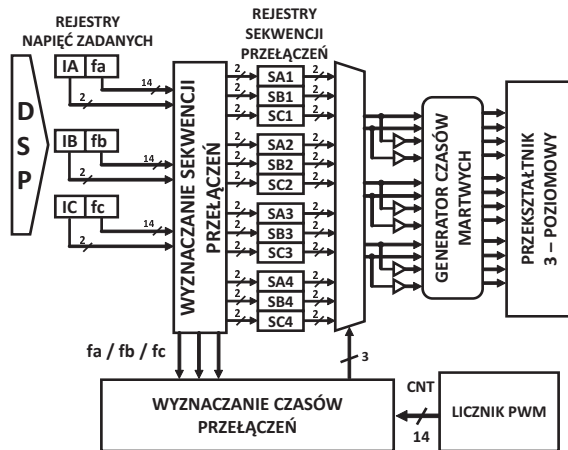 REJESTRY
NAPIĘĆ ZADANYCH
REJESTRY
SEKWENCJI
PRZEŁĄCZEŃ
DSP
IA fa
14
2
IB fb
14
2
IC fc
14
2
WYZNACZANIE SEKWENCJI
PRZEŁĄCZEŃ
2 SA1 2
2 SB1 2
2 SC1 2
2 SA2 2
2 SB2 2
2 SC2 2
2 SA3 2
2 SB3 2
2 SC3 2
2 SA4 2
2 SB4 2
2 SC4 2
GENERATOR CZASÓW
MARTWYCH
PRZEKSZTAŁTNIK
3 – POZIOMOWY
fa / fb / fc
3
WYZNACZANIE CZASÓW
PRZEŁĄCZEŃ
CNT
14
LICZNIK PWM